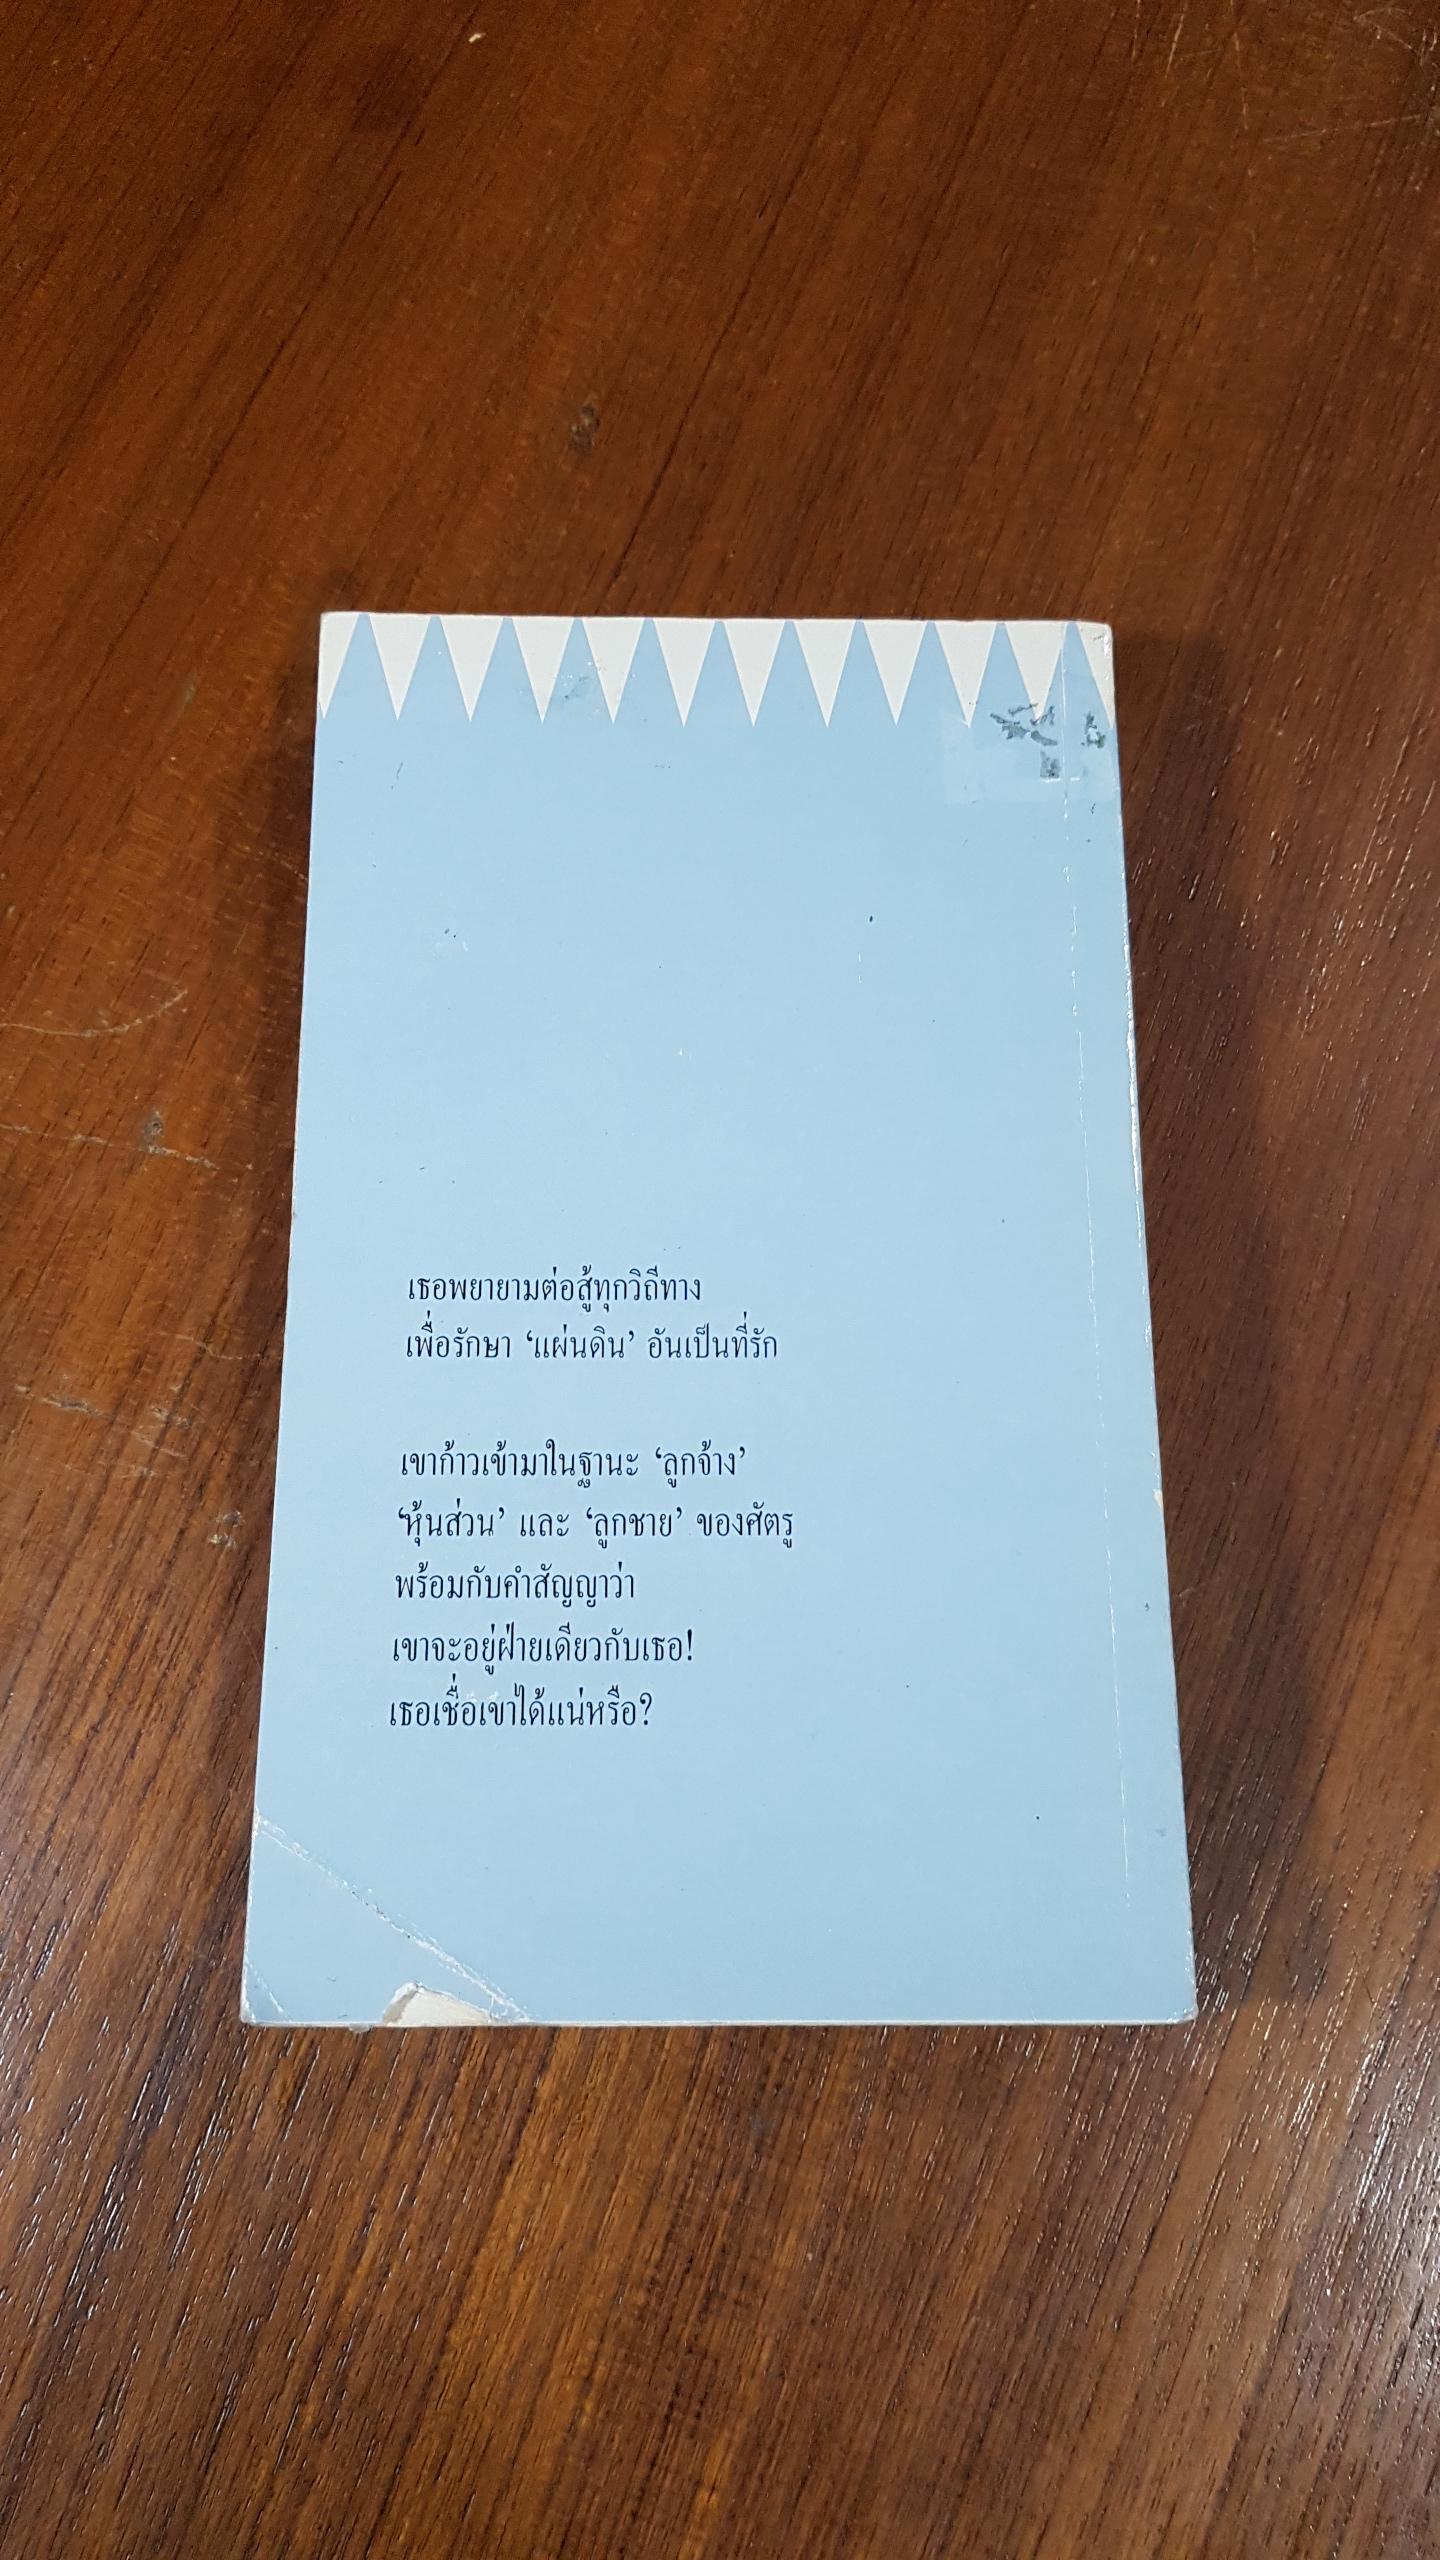 เธอพยายามต่อสู้ทุกวิถีทาง
เพื่อรักษา ‘แผ่นดิน’ อันเป็นที่รัก
เขาก้าวเข้ามาในฐานะ ‘ลูกจ้าง’
‘หุ้นส่วน’ และ ‘ลูกชาย’ ของศัตรู
พร้อมกับคำสัญญาว่า
เขาจะอยู่ฝ่ายเดียวกับเธอ!
เธอเชื่อเขาได้แน่หรือ?